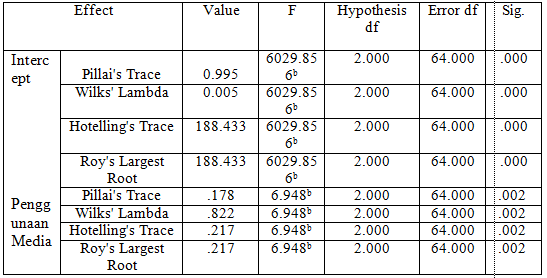 Effect Value F Hypothesis df Error df Sig.
Intercept Pillai's Trace 0.995 6029.856b 2.000 64.000 .000
Wilks' Lambda 0.005 6029.856b 2.000 64.000 .000
Hotelling's Trace 188.433 6029.856b 2.000 64.000 .000
Roy's Largest Root 188.433 6029.856b 2.000 64.000 .000
Penggunaan Media Pillai's Trace .178 6.948b 2.000 64.000 .002
Wilks' Lambda .822 6.948b 2.000 64.000 .002
Hotelling's Trace .217 6.948b 2.000 64.000 .002
Roy's Largest Root .217 6.948b 2.000 64.000 .002